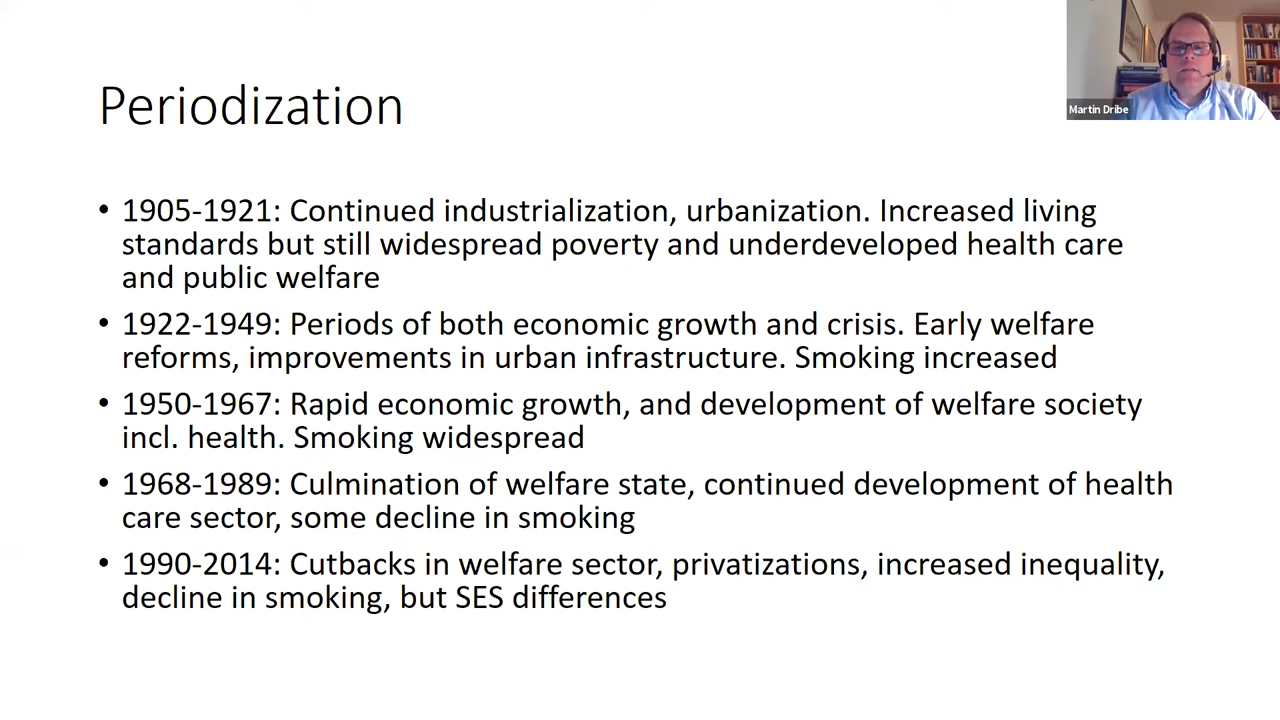 Periodization
Martin Dribe
• 1905-1921: Continued industrialization, urbanization. Increased living
standards but still widespread poverty and underdeveloped health care
and public welfare
• 1922-1949: Periods of both economic growth and crisis. Early welfare
reforms, improvements in urban infrastructure. Smoking increased
• 1950-1967: Rapid economic growth, and development of welfare society
incl. health. Smoking widespread
• 1968-1989: Culmination of welfare state, continued development of health
care sector, some decline in smoking
• 1990-2014: Cutbacks in welfare sector, privatizations, increased inequality,
decline in smoking, but SES differences